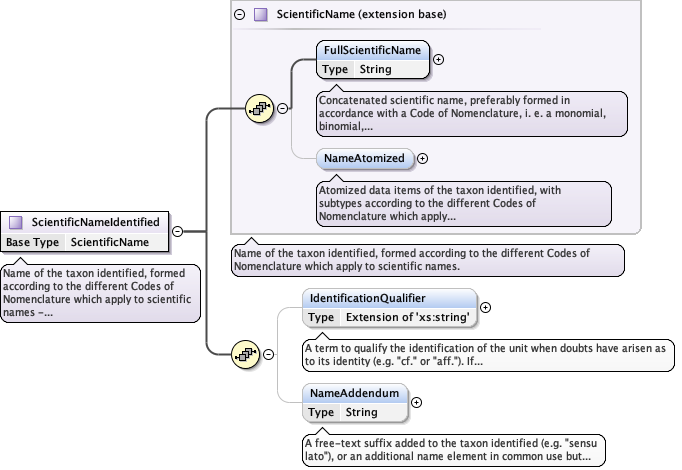 ScientificName (extension base)
FullScientificName
Type String
Concatenated scientific name, preferably formed in
accordance with a Code of Nomenclature, i. e. a monomial,
binomial,...
NameAtomized
Atomized data items of the taxon identified, with
subtypes according to the different Codes of
Nomenclature which apply...
ScientificNameIdentified
Base Type ScientificName
Name of the taxon identified, formed
according to the different Codes of
Nomenclature which apply to scientific
names -...
Name of the taxon identified, formed according to the different Codes of
Nomenclature which apply to scientific names.
IdentificationQualifier
Type Extension of 'xs:string'
A term to qualify the identification of the unit when doubts have arisen as
to its identity (e.g. "cf." or "aff."). If...
NameAddendum
Type String
A free-text suffix added to the taxon identified (e.g. "sensu
lato"), or an additional name element in common use but...